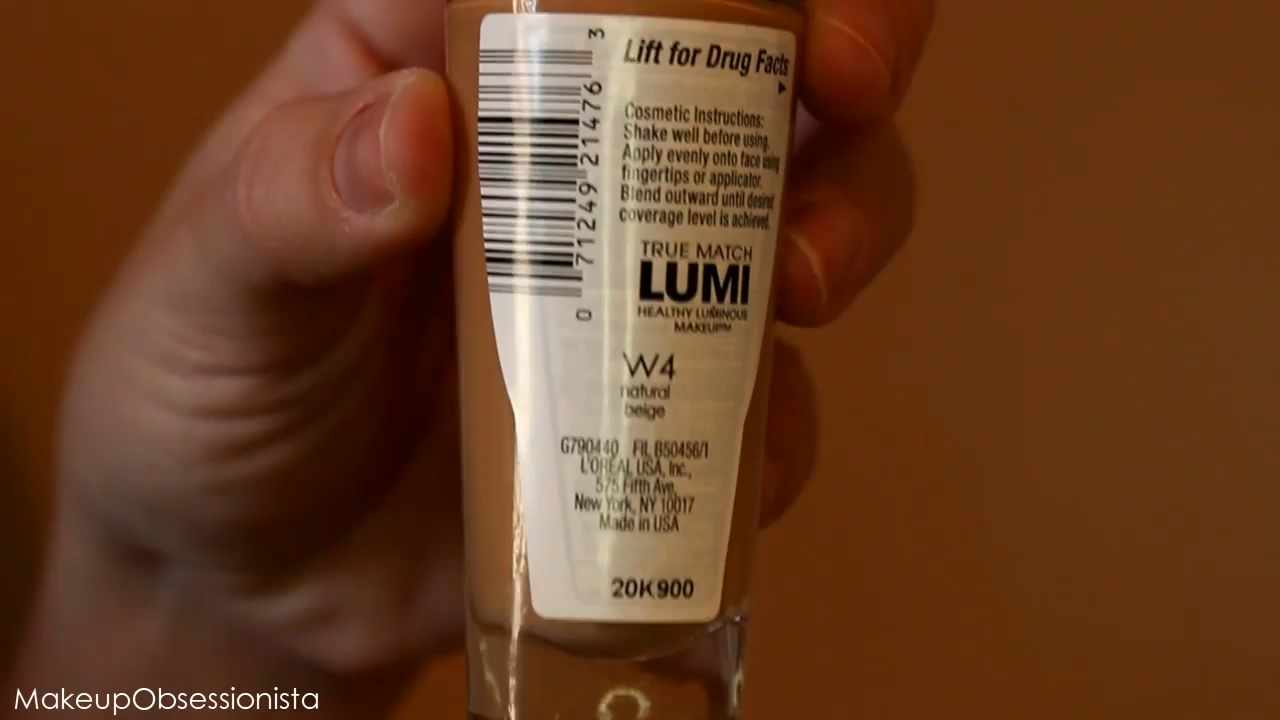 Lift for Drug Facts
Cosmetic Instructions:
Shake well before using.
Apply evenly onto face using
fingertips or applicator.
Blend outward until desired
coverage level is achieved.
TRUE MATCH
LUMI
HEALTHY LUMINOUS
MAKEUP™
W4
natural
beige
G790440 FIL B50456/1
L'ORÉAL USA, Inc.,
575 Fifth Ave,
New York, NY 10017
Made in USA
20K900
0 71249 21476 3
MakeupObsessionista